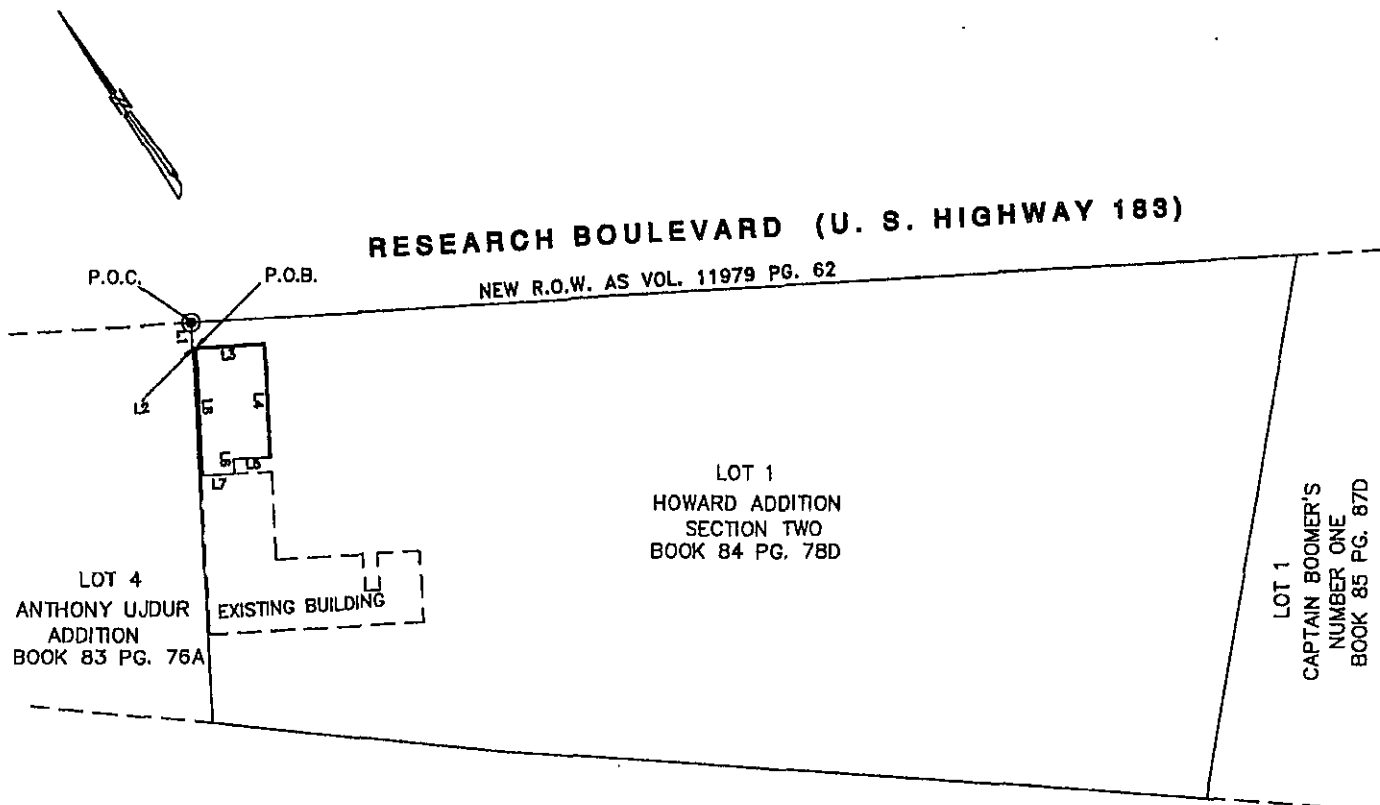 RESEARCH BOULEVARD (U. S. HIGHWAY 183)
NEW R.O.W. AS VOL. 11979 PG. 62
P.O.C.
P.O.B.
L1
L3
L2
L8
L4
L6
L5
L7
LOT 1
HOWARD ADDITION
SECTION TWO
BOOK 84 PG. 78D
LOT 4
ANTHONY UJDUR
ADDITION
BOOK 83 PG. 76A
EXISTING BUILDING
LOT 1
CAPTAIN BOOMER'S
NUMBER ONE
BOOK 85 PG. 87D